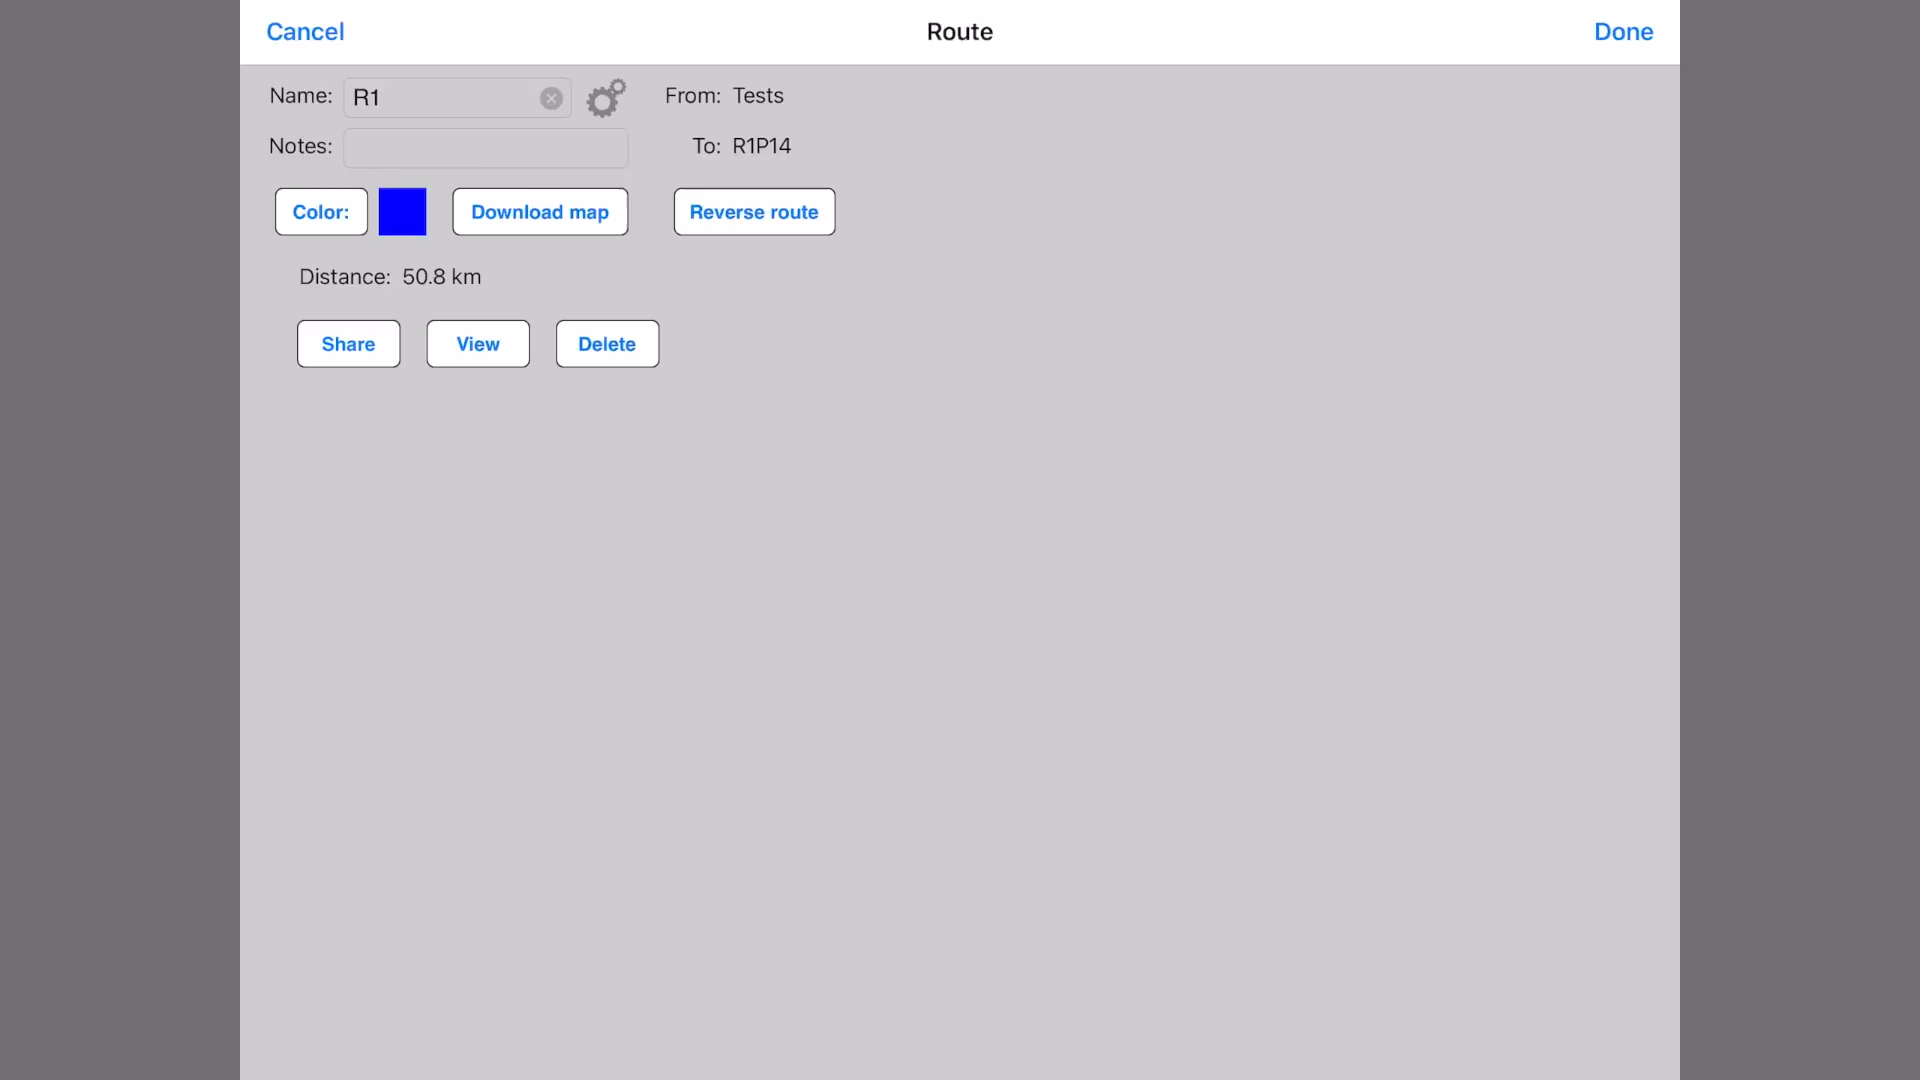 Cancel Route Done
Name: R1 From: Tests
Notes: To: R1P14
Color: Download map Reverse route
Distance: 50.8 km
Share View Delete